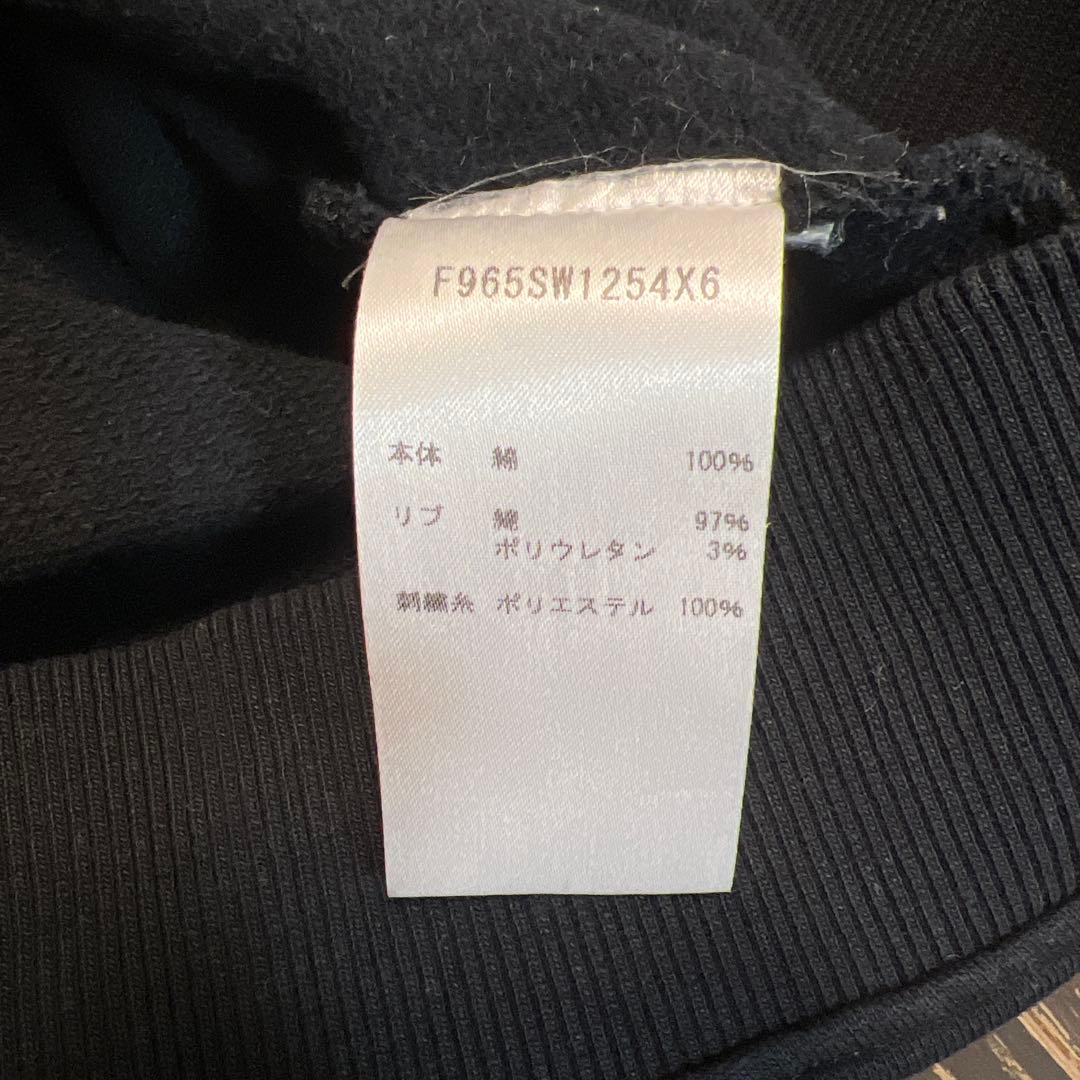 F965SW1254X6
本体 綿 100%
リブ 綿 97%
ポリウレタン 3%
刺繍糸 ポリエステル 100%